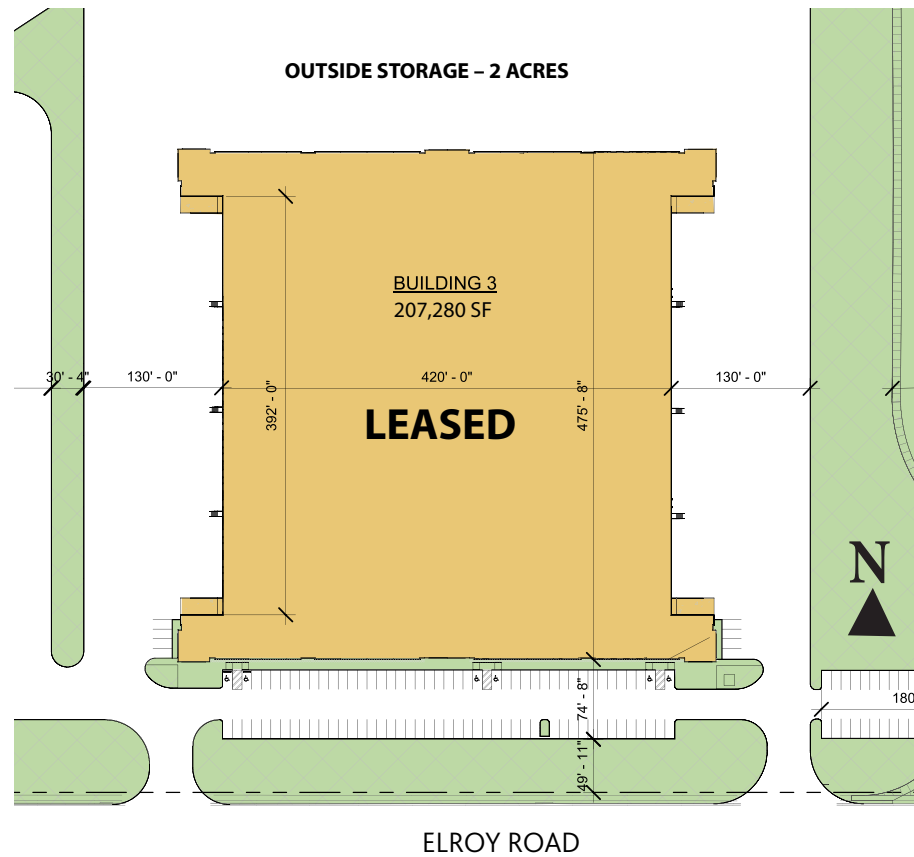 OUTSIDE STORAGE – 2 ACRES
BUILDING 3
207,280 SF
30' - 4"
130' - 0"
420' - 0"
130' - 0"
392' - 0"
475' - 8"
LEASED
N
74' - 8"
180
49' - 11"
ELROY ROAD